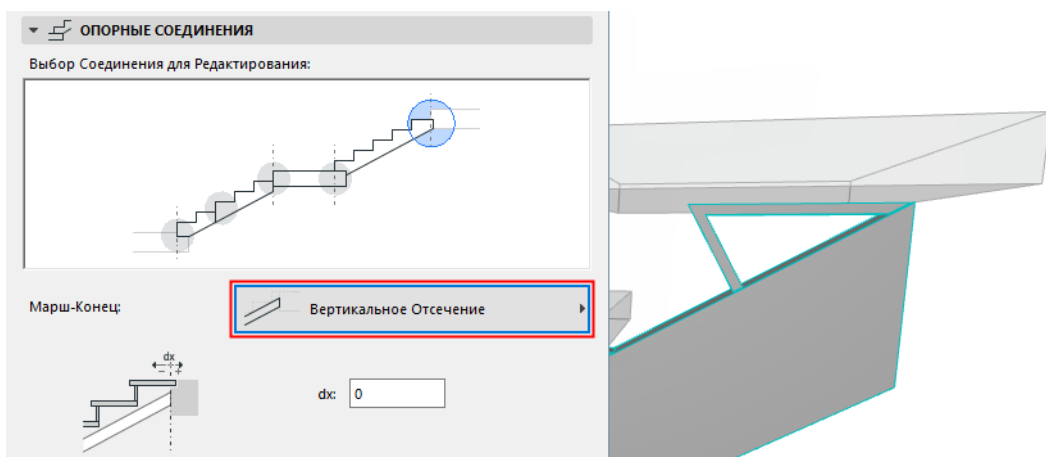 ОПОРНЫЕ СОЕДИНЕНИЯ
Выбор Соединения для Редактирования:
Марш-Конец:
Вертикальное Отсечение
dx
- +
dx:
0